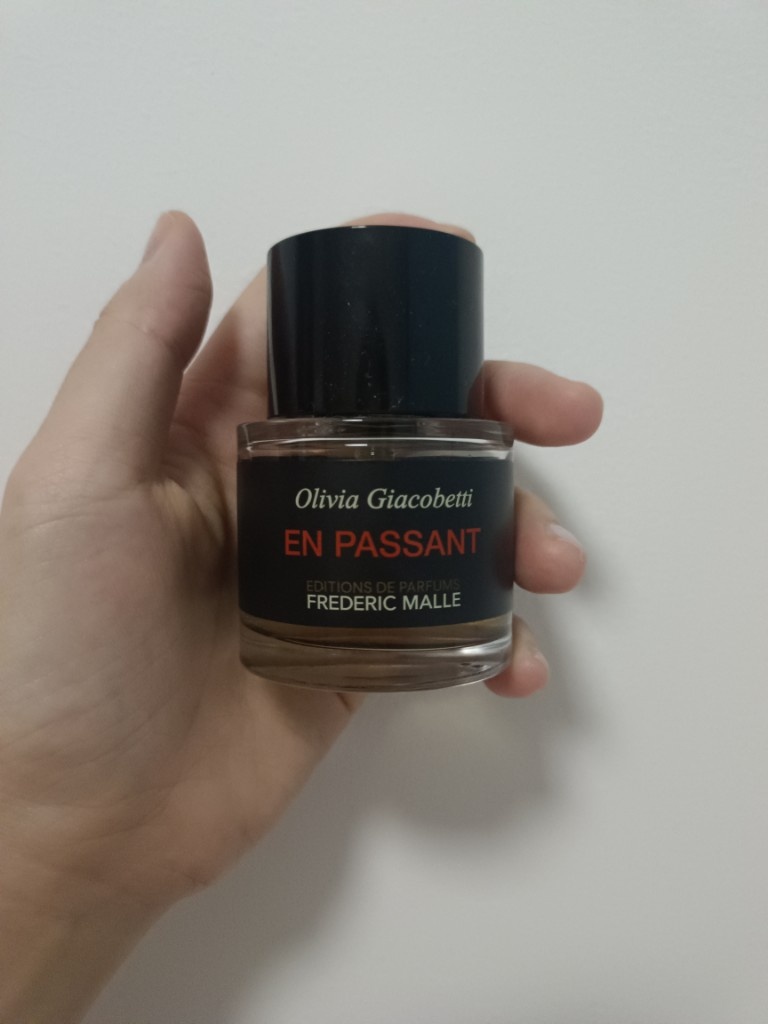 Olivia Giacobetti
EN PASSANT
EDITIONS DE PARFUMS
FREDERIC MALLE